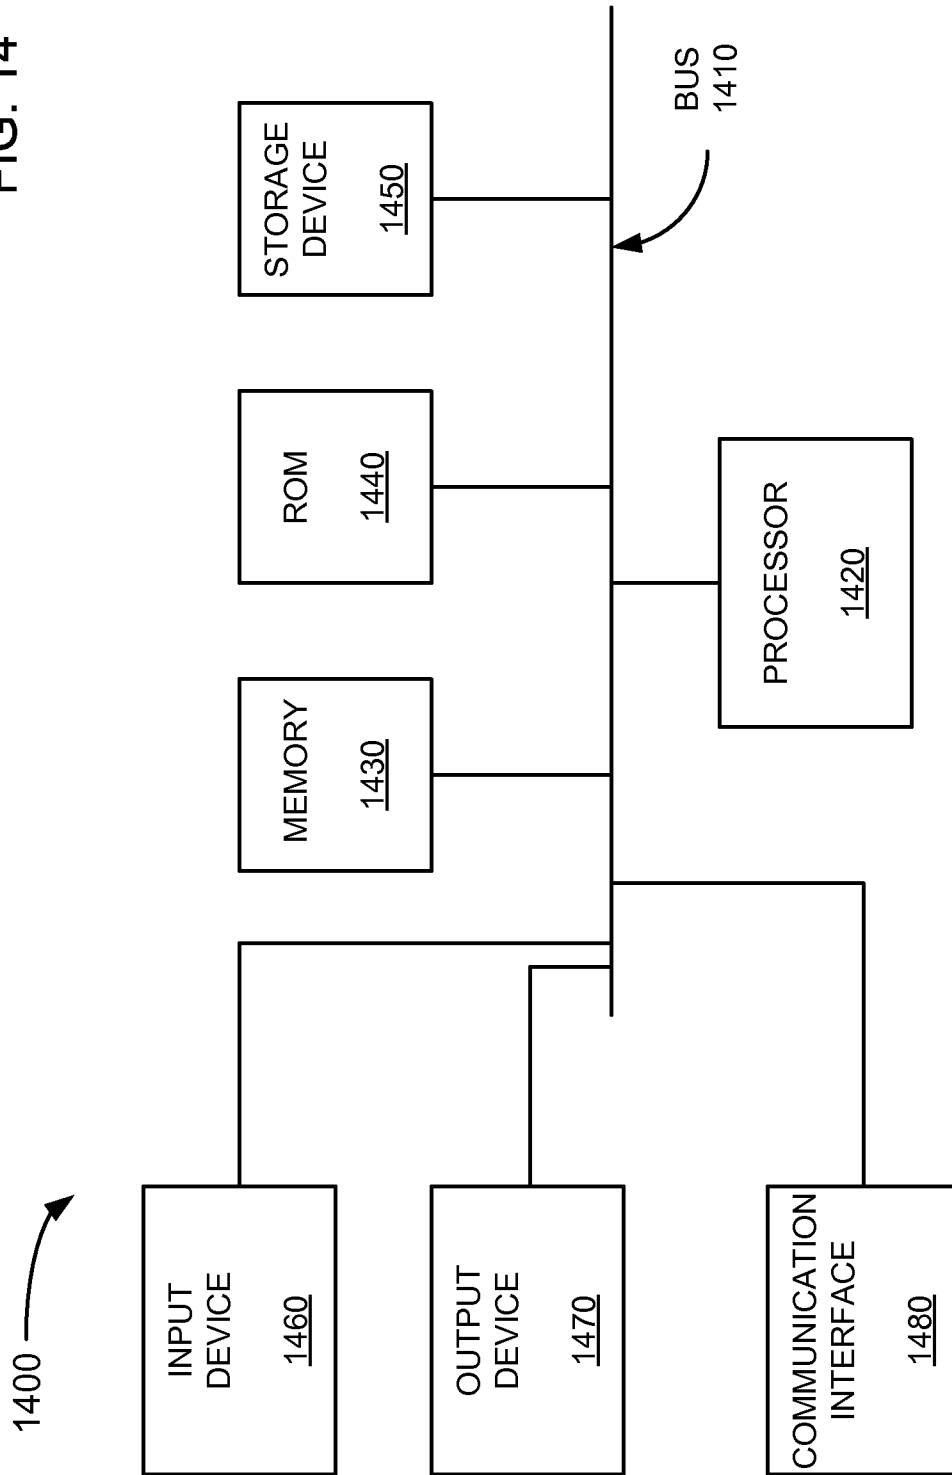 FIG. 14
1400
INPUT
DEVICE
1460
MEMORY
1430
ROM
1440
STORAGE
DEVICE
1450
OUTPUT
DEVICE
1470
BUS
1410
PROCESSOR
1420
COMMUNICATION
INTERFACE
1480